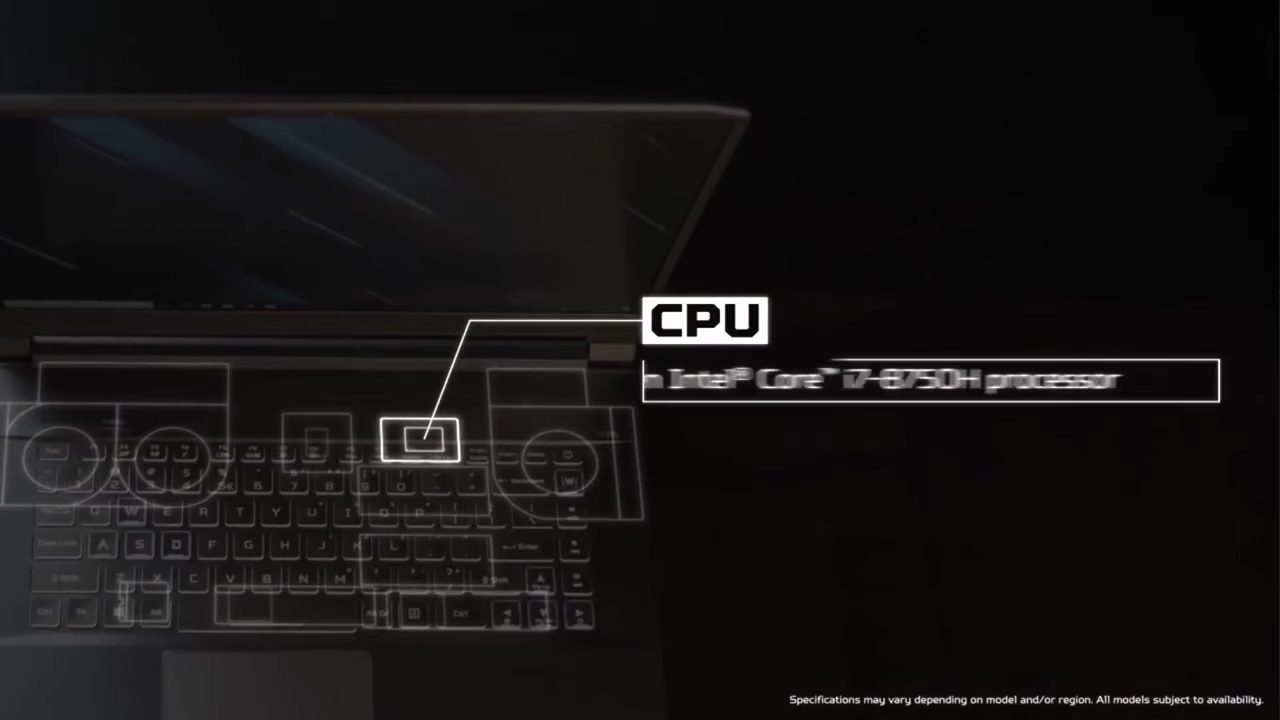 CPU
n Intel® Core™ i7-8750H processor
Q W E R T Y U I O P
A S D F G H J K L Enter
Z X C V B N M
Specifications may vary depending on model and/or region. All models subject to availability.